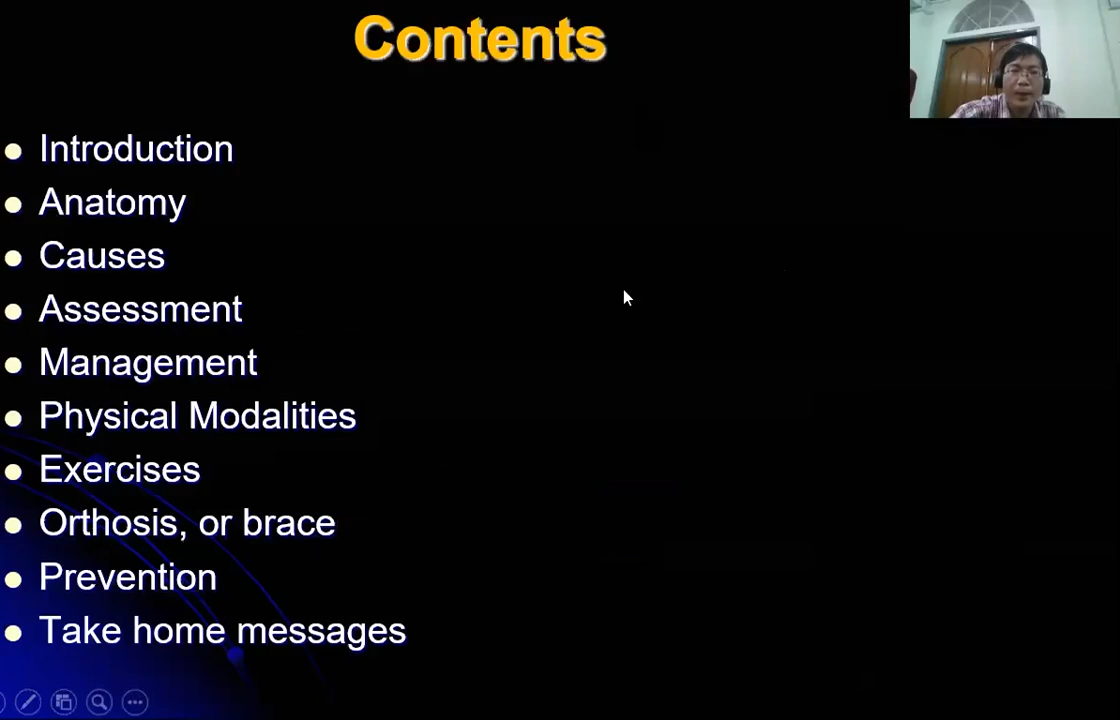 Contents
Introduction
Anatomy
Causes
Assessment
Management
Physical Modalities
Exercises
Orthosis, or brace
Prevention
Take home messages